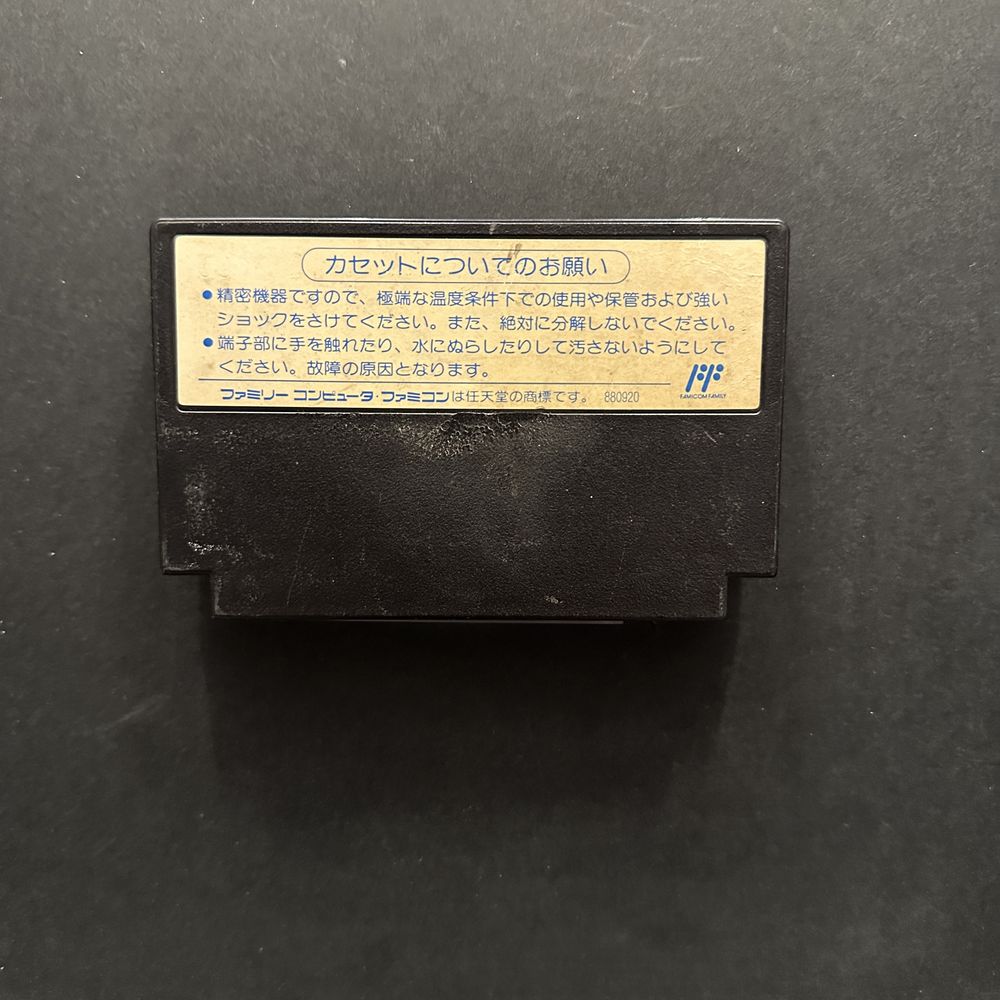 カセットについてのお願い
●精密機器ですので、極端な温度条件下での使用や保管および強い
ショックをさけてください。また、絶対に分解しないでください。
●端子部に手を触れたり、水にぬらしたりして汚さないようにして
ください。故障の原因となります。
FAMICOM FAMILY
ファミリー コンピュータ・ファミコンは任天堂の商標です。 880920